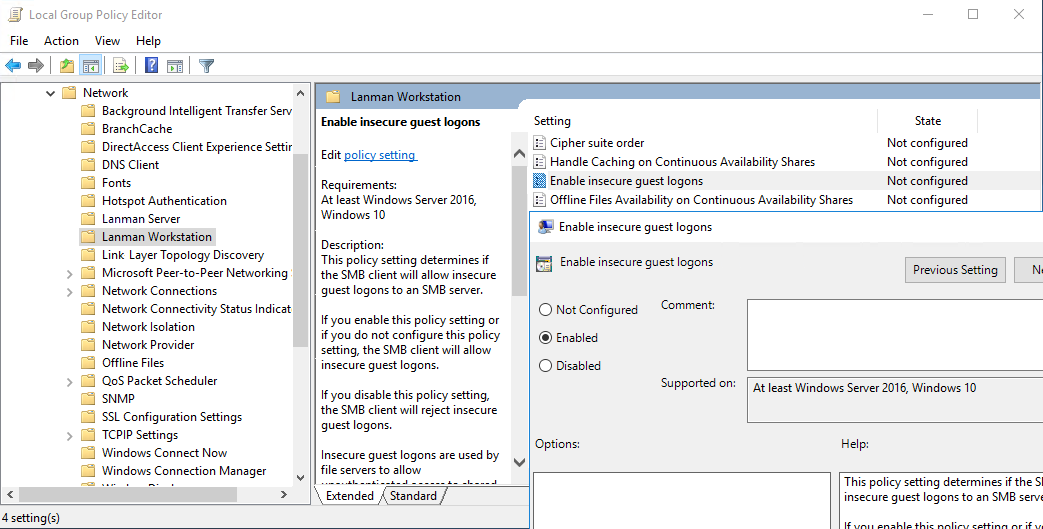 Local Group Policy Editor
File Action View Help
Network
Background Intelligent Transfer Serv
BranchCache
DirectAccess Client Experience Settin
DNS Client
Fonts
Hotspot Authentication
Lanman Server
Lanman Workstation
Link Layer Topology Discovery
Microsoft Peer-to-Peer Networking
Network Connections
Network Connectivity Status Indicat
Network Isolation
Network Provider
Offline Files
QoS Packet Scheduler
SNMP
SSL Configuration Settings
TCPIP Settings
Windows Connect Now
Windows Connection Manager
Lanman Workstation
Enable insecure guest logons
Edit policy setting
Requirements:
At least Windows Server 2016,
Windows 10
Description:
This policy setting determines if
the SMB client will allow insecure
guest logons to an SMB server.
If you enable this policy setting or
if you do not configure this policy
setting, the SMB client will allow
insecure guest logons.
If you disable this policy setting,
the SMB client will reject insecure
guest logons.
Insecure guest logons are used by
file servers to allow
unauthenticated access to shared
Extended Standard
Setting State
Cipher suite order Not configured
Handle Caching on Continuous Availability Shares Not configured
Enable insecure guest logons Not configured
Offline Files Availability on Continuous Availability Shares Not configured
Enable insecure guest logons
Enable insecure guest logons
Previous Setting Ne
Not Configured
Enabled
Disabled
Comment:
Supported on:
At least Windows Server 2016, Windows 10
Options: Help:
This policy setting determines if the SM
insecure guest logons to an SMB serve
If you enable this policy setting or if yo
4 setting(s)